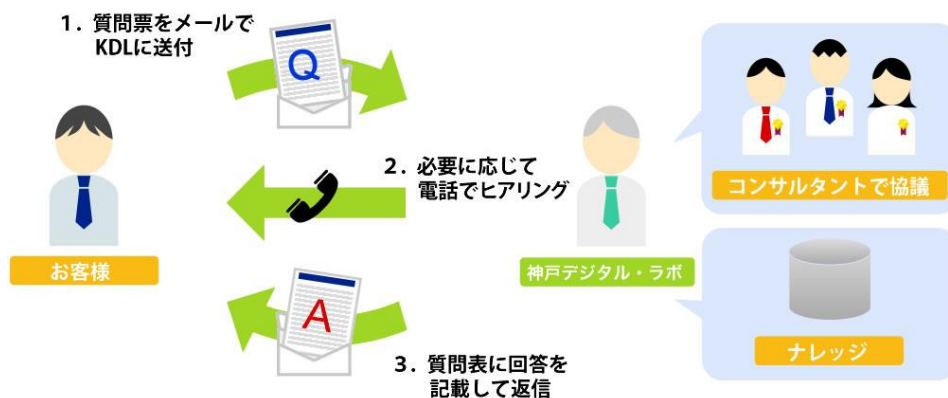 1. 質問票をメールで
KDLに送付
Q
2. 必要に応じて
電話でヒアリング
お客様
神戸デジタル・ラボ
コンサルタントで協議
A
ナレッジ
3. 質問表に回答を
記載して返信